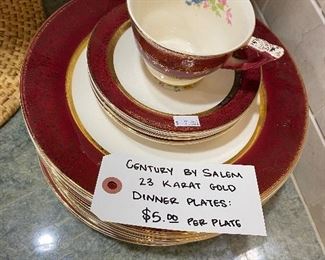 CENTURY BY SALEM
23 KARAT GOLD
DINNER PLATES:
$5.00 PER PLATE